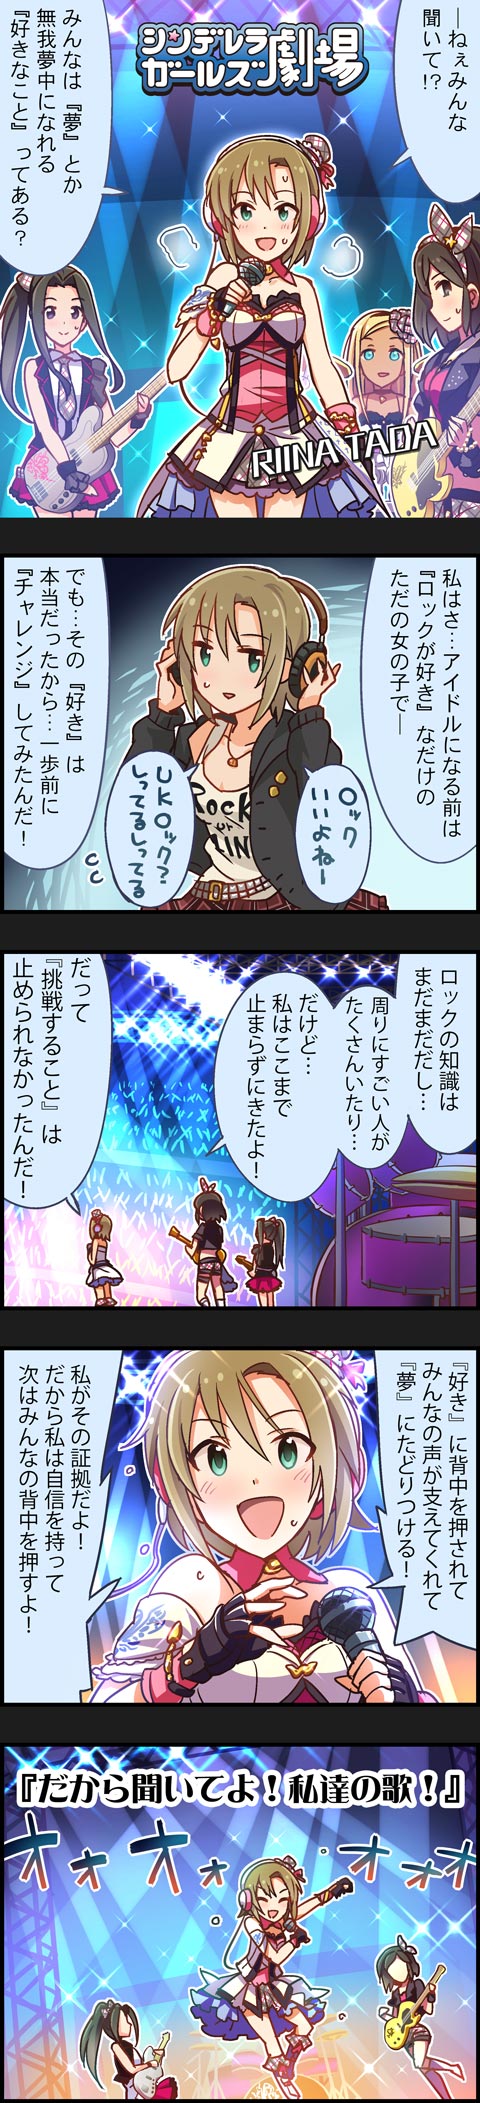 シンデレラ
ガールズ劇場
―ねぇみんな
聞いて!?
みんなは『夢』とか
無我夢中になれる
『好きなこと』ってある?
RIINA TADA
私はさ…アイドルになる前は
『ロックが好き』なだけの
ただの女の子で―
でも…その『好き』は
本当だったから…一歩前に
『チャレンジ』してみたんだ!
ロック
いいよねー
UKロック?
しってるしってる
Rock
ロックの知識は
まだまだだし…
周りにすごい人が
たくさんいたり…
だけど…
私はここまで
止まらずにきたよ!
だって
『挑戦すること』は
止められなかったんだ!
『好き』に背中を押されて
みんなの声が支えてくれて
『夢』にたどりつける!
私がその証拠だよ!
だから私は自信を持って
次はみんなの背中を押すよ!
『だから聞いてよ!私達の歌!』
オォオォオォオォ